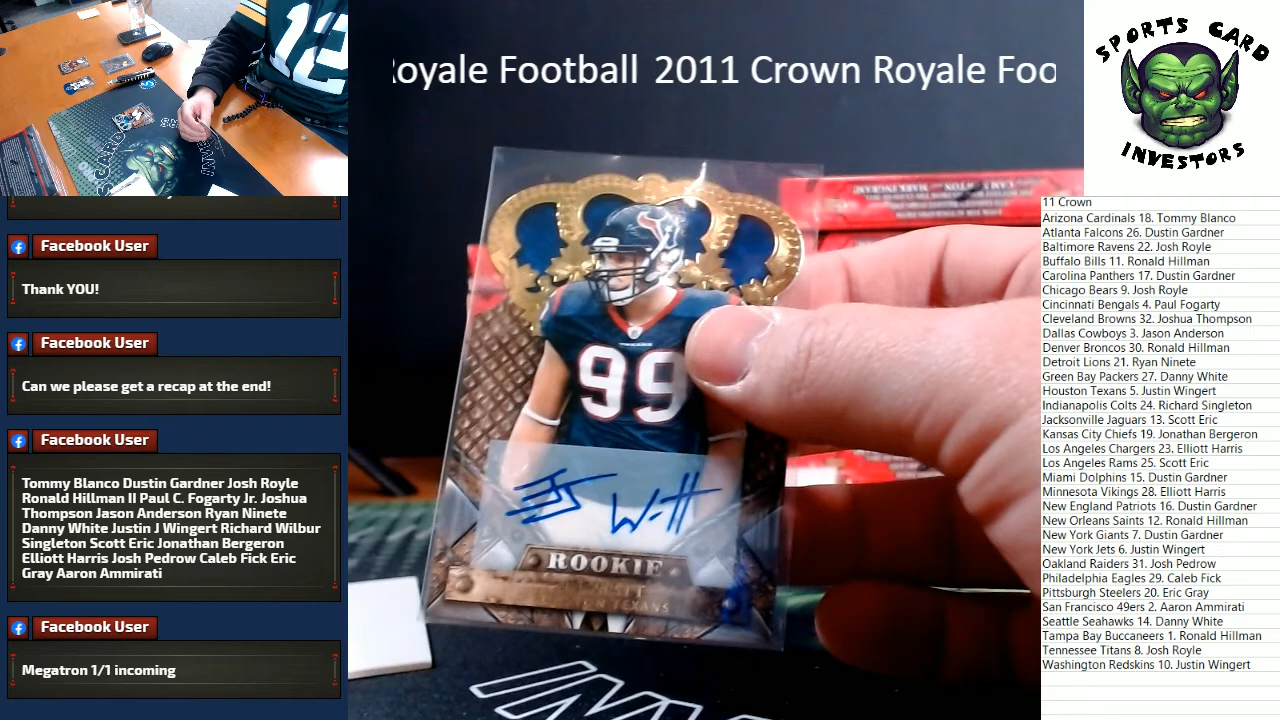 oyale Football 2011 Crown Royale Foo
SPORTS CARD
INVESTORS
12
Facebook User
Thank YOU!
Facebook User
Can we please get a recap at the end!
Facebook User
Tommy Blanco Dustin Gardner Josh Royle
Ronald Hillman II Paul C. Fogarty Jr. Joshua
Thompson Jason Anderson Ryan Ninete
Danny White Justin J Wingert Richard Wilbur
Singleton Scott Eric Jonathan Bergeron
Elliott Harris Josh Pedrow Caleb Fick Eric
Gray Aaron Ammirati
Facebook User
Megatron 1/1 incoming
TEXANS
99
JJ Watt
ROOKIE
TEXANS
11 Crown
Arizona Cardinals 18. Tommy Blanco
Atlanta Falcons 26. Dustin Gardner
Baltimore Ravens 22. Josh Royle
Buffalo Bills 11. Ronald Hillman
Carolina Panthers 17. Dustin Gardner
Chicago Bears 9. Josh Royle
Cincinnati Bengals 4. Paul Fogarty
Cleveland Browns 32. Joshua Thompson
Dallas Cowboys 3. Jason Anderson
Denver Broncos 30. Ronald Hillman
Detroit Lions 21. Ryan Ninete
Green Bay Packers 27. Danny White
Houston Texans 5. Justin Wingert
Indianapolis Colts 24. Richard Singleton
Jacksonville Jaguars 13. Scott Eric
Kansas City Chiefs 19. Jonathan Bergeron
Los Angeles Chargers 23. Elliott Harris
Los Angeles Rams 25. Scott Eric
Miami Dolphins 15. Dustin Gardner
Minnesota Vikings 28. Elliott Harris
New England Patriots 16. Dustin Gardner
New Orleans Saints 12. Ronald Hillman
New York Giants 7. Dustin Gardner
New York Jets 6. Justin Wingert
Oakland Raiders 31. Josh Pedrow
Philadelphia Eagles 29. Caleb Fick
Pittsburgh Steelers 20. Eric Gray
San Francisco 49ers 2. Aaron Ammirati
Seattle Seahawks 14. Danny White
Tampa Bay Buccaneers 1. Ronald Hillman
Tennessee Titans 8. Josh Royle
Washington Redskins 10. Justin Wingert